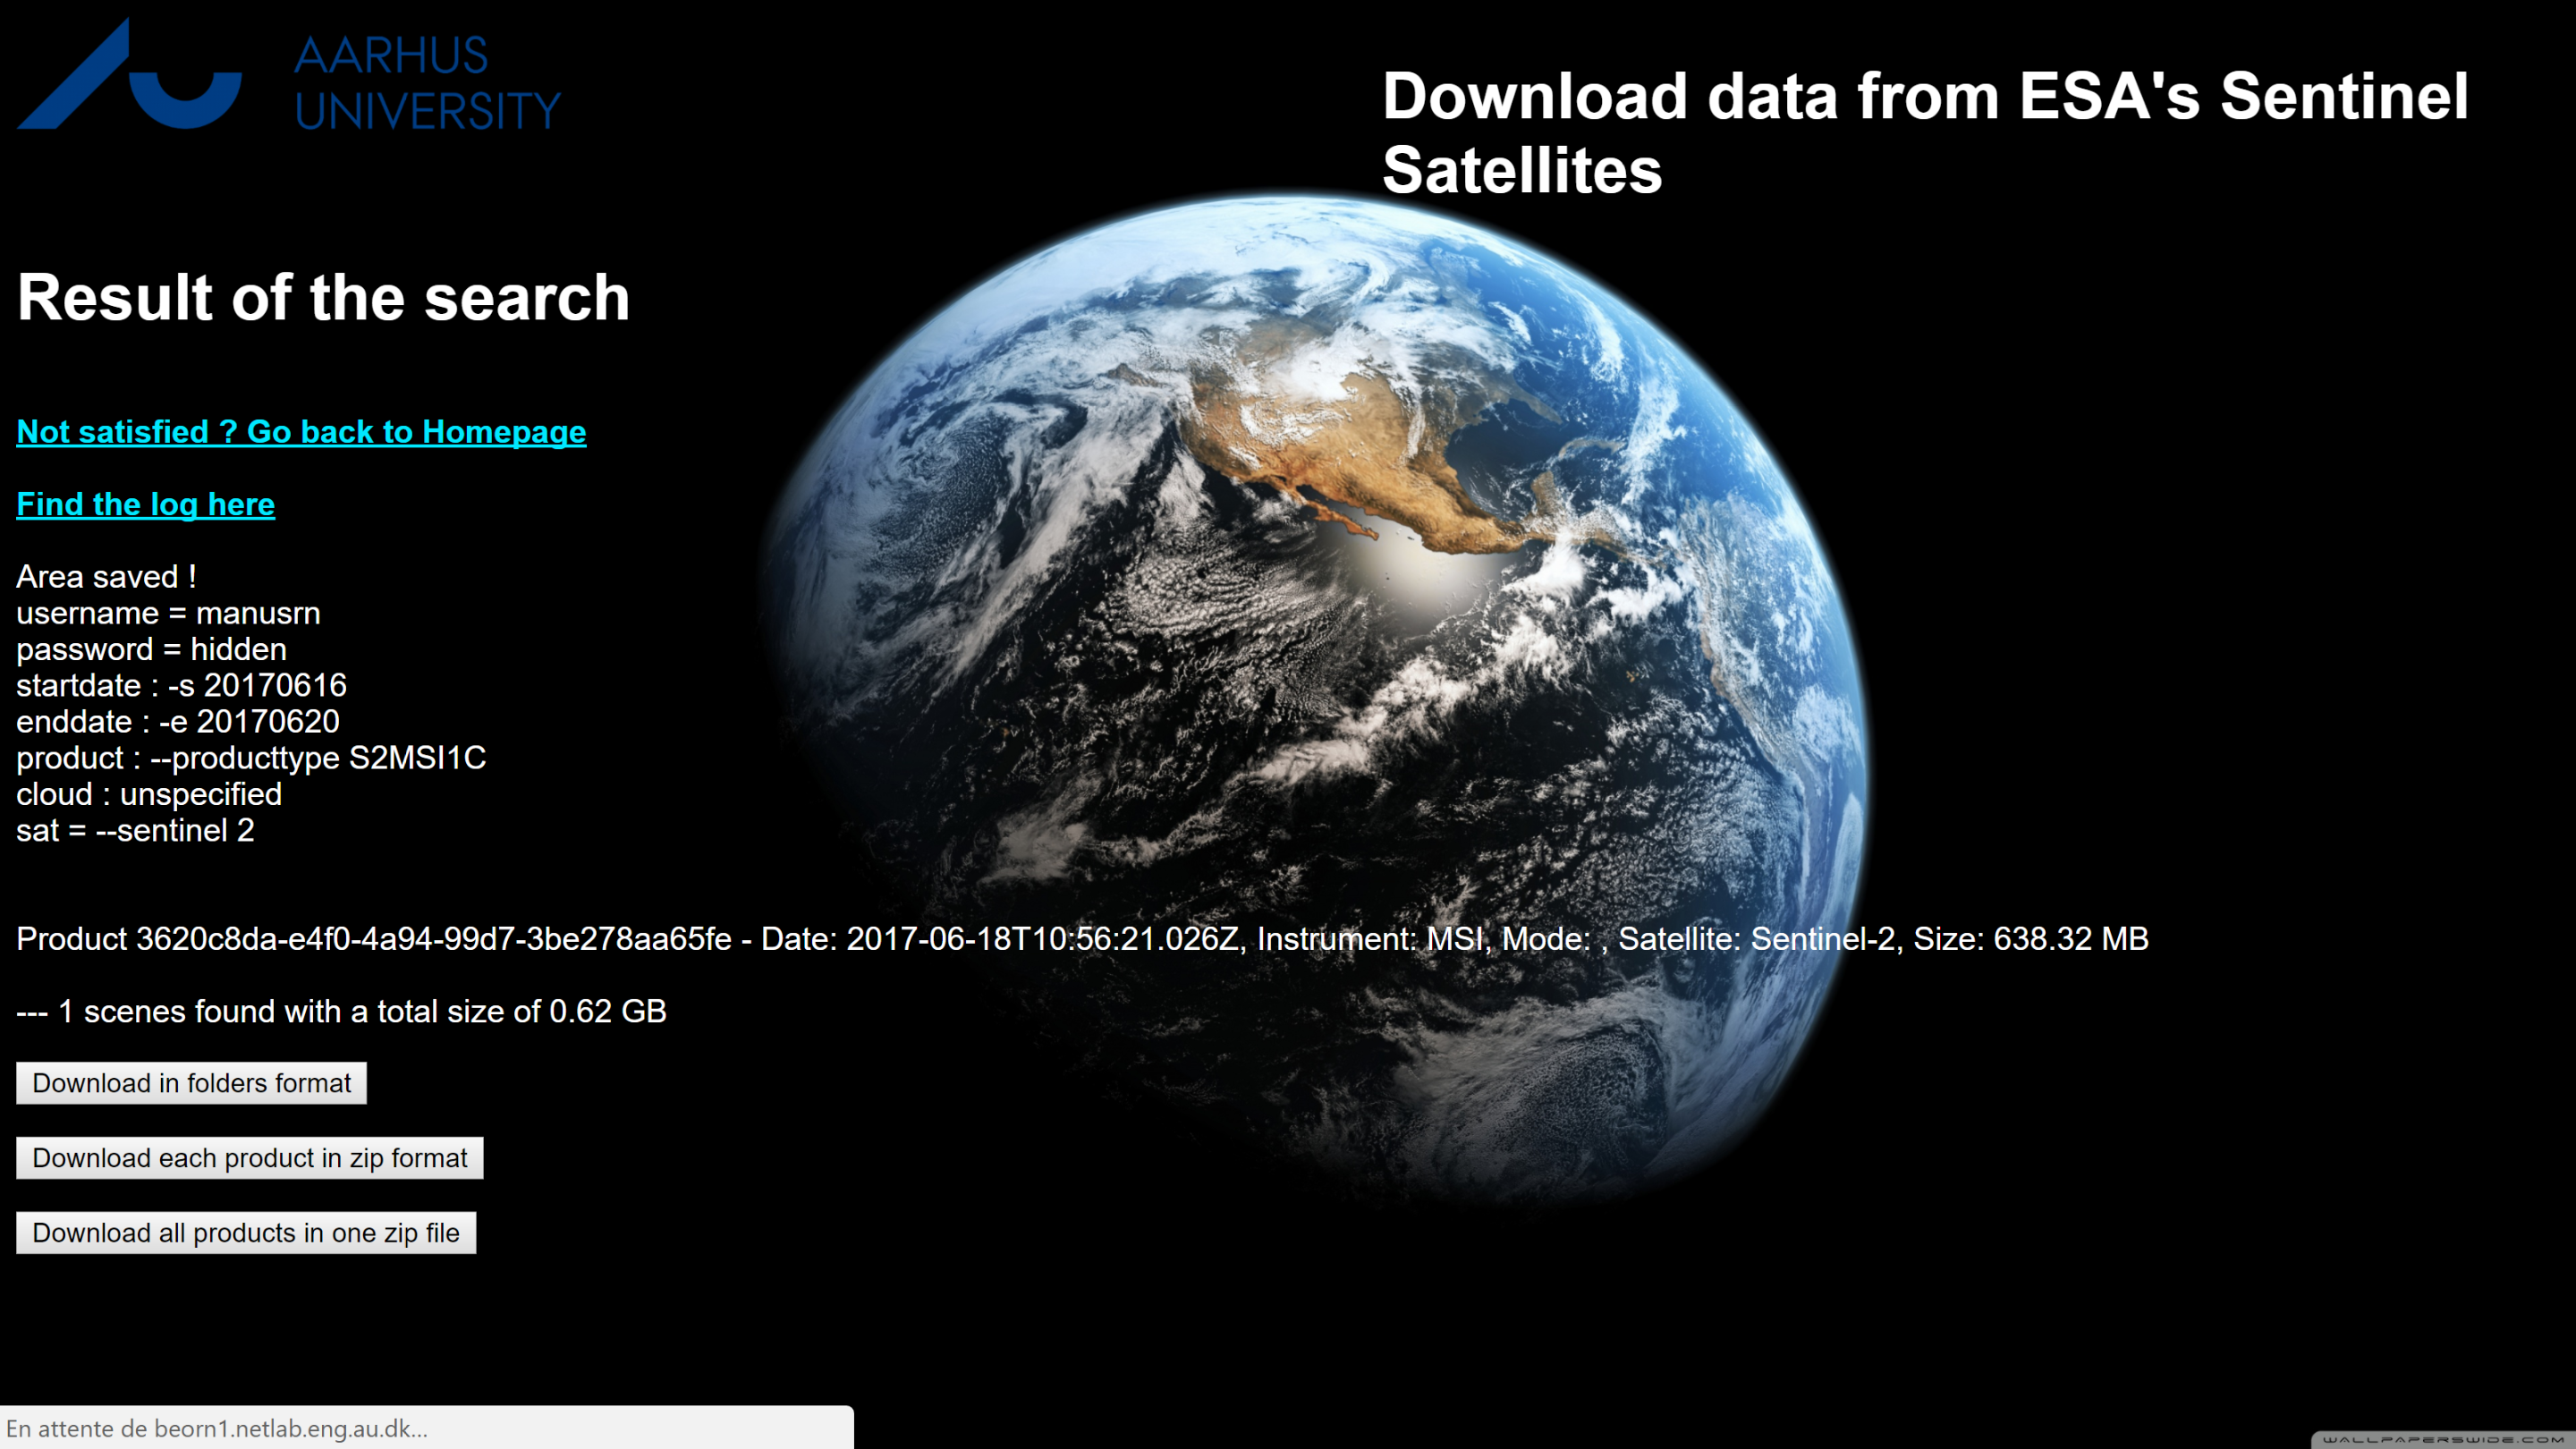 AARHUS
UNIVERSITY
Download data from ESA's Sentinel
Satellites
Result of the search
Not satisfied ? Go back to Homepage
Find the log here
Area saved !
username = manusrn
password = hidden
startdate : -s 20170616
enddate : -e 20170620
product : --producttype S2MSI1C
cloud : unspecified
sat = --sentinel 2
Product 3620c8da-e4f0-4a94-99d7-3be278aa65fe - Date: 2017-06-18T10:56:21.026Z, Instrument: MSI, Mode: , Satellite: Sentinel-2, Size: 638.32 MB
--- 1 scenes found with a total size of 0.62 GB
Download in folders format
Download each product in zip format
Download all products in one zip file
En attente de beorn1.netlab.eng.au.dk...
WALLPAPERSWIDE.COM